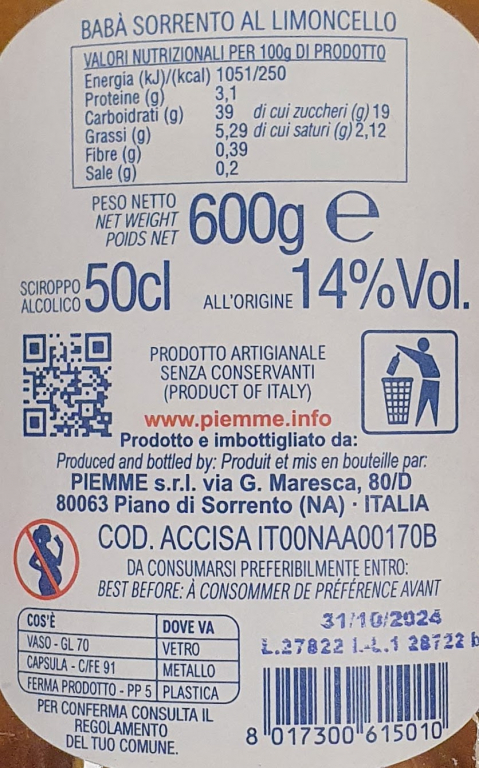 BABÀ SORRENTO AL LIMONCELLO
VALORI NUTRIZIONALI PER 100g DI PRODOTTO
Energia (kJ)/(kcal) 1051/250
Proteine (g) 3,1
Carboidrati (g) 39 di cui zuccheri (g) 19
Grassi (g) 5,29 di cui saturi (g) 2,12
Fibre (g) 0,39
Sale (g) 0,2
PESO NETTO
NET WEIGHT
POIDS NET
600g e
SCIROPPO
ALCOLICO
50cl
ALL'ORIGINE 14%Vol.
PRODOTTO ARTIGIANALE
SENZA CONSERVANTI
(PRODUCT OF ITALY)
www.piemme.info
Prodotto e imbottigliato da:
Produced and bottled by: Produit et mis en bouteille par:
PIEMME s.r.l. via G. Maresca, 80/D
80063 Piano di Sorrento (NA) · ITALIA
COD. ACCISA IT00NAA00170B
DA CONSUMARSI PREFERIBILMENTE ENTRO:
BEST BEFORE: À CONSOMMER DE PRÉFÉRENCE AVANT
31/10/2024
L.27822 L.1 28722
COS'È DOVE VA
VASO - GL 70 VETRO
CAPSULA - C/FE 91 METALLO
FERMA PRODOTTO - PP 5 PLASTICA
PER CONFERMA CONSULTA IL
REGOLAMENTO
DEL TUO COMUNE.
8 017300 615010